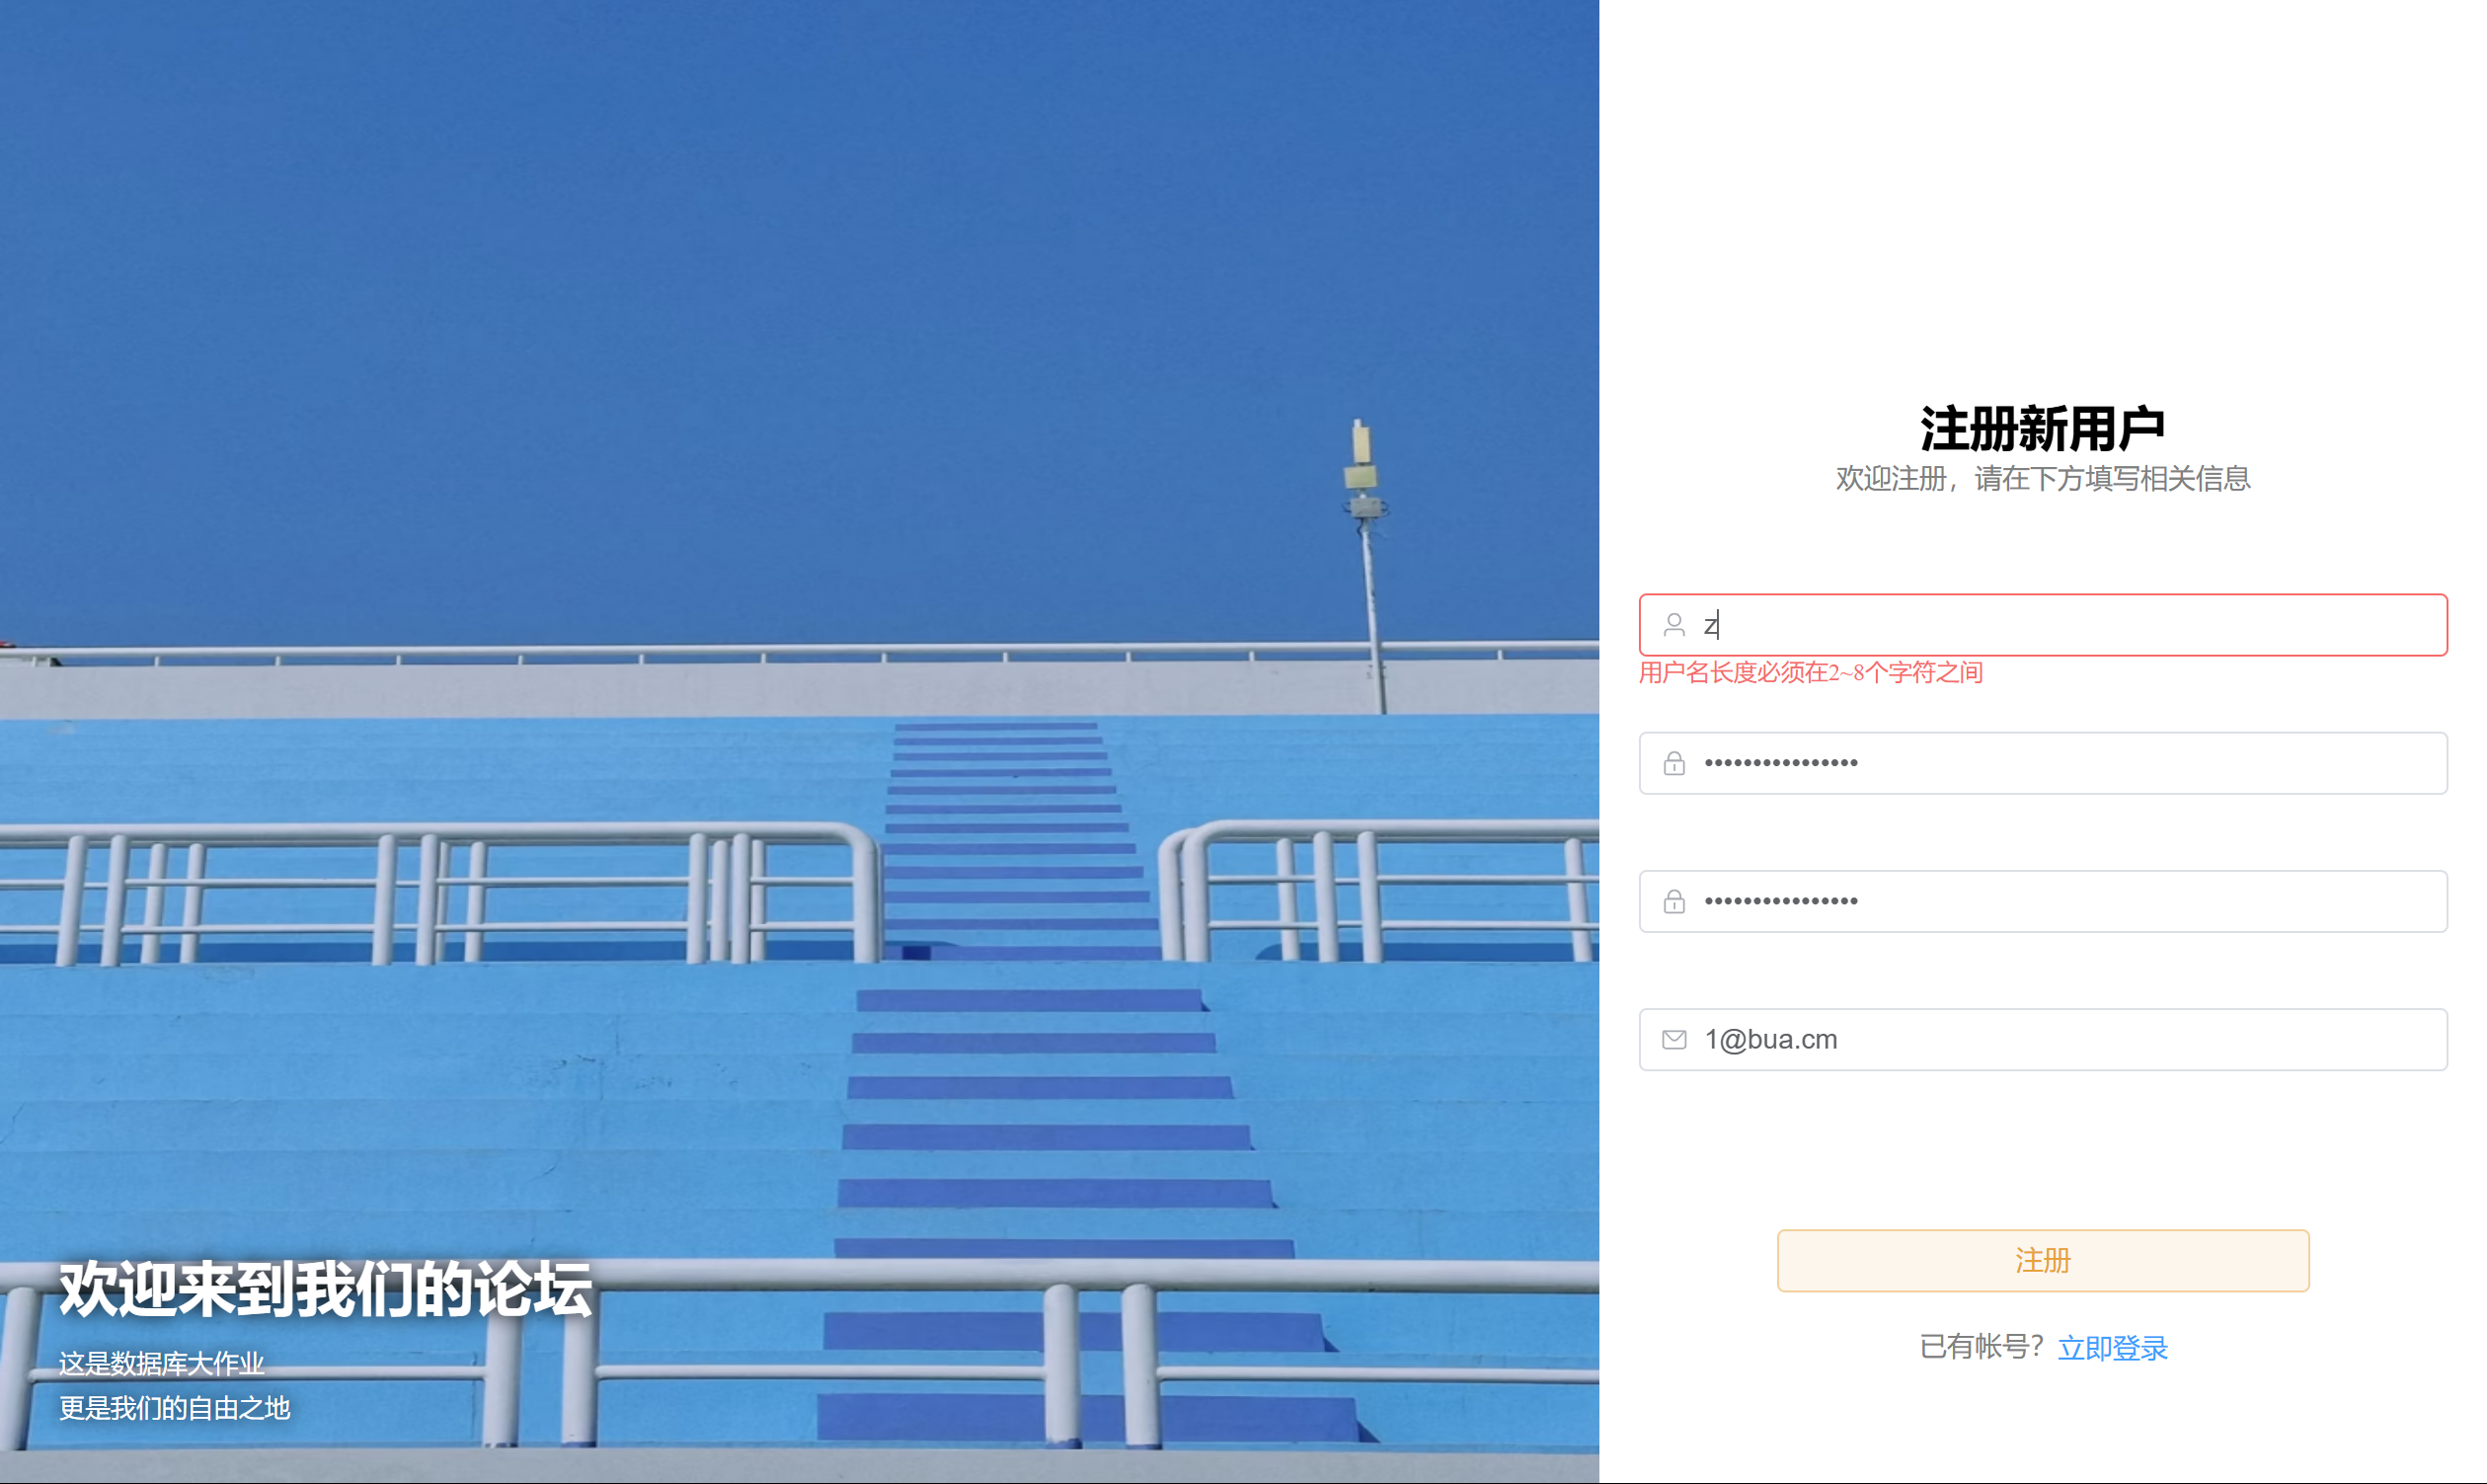 欢迎来到我们的论坛
这是数据库大作业
更是我们的自由之地
注册新用户
欢迎注册，请在下方填写相关信息
z
用户名长度必须在2~8个字符之间
••••••••••••••••
••••••••••••••••
1@bua.cm
注册
已有帐号？立即登录